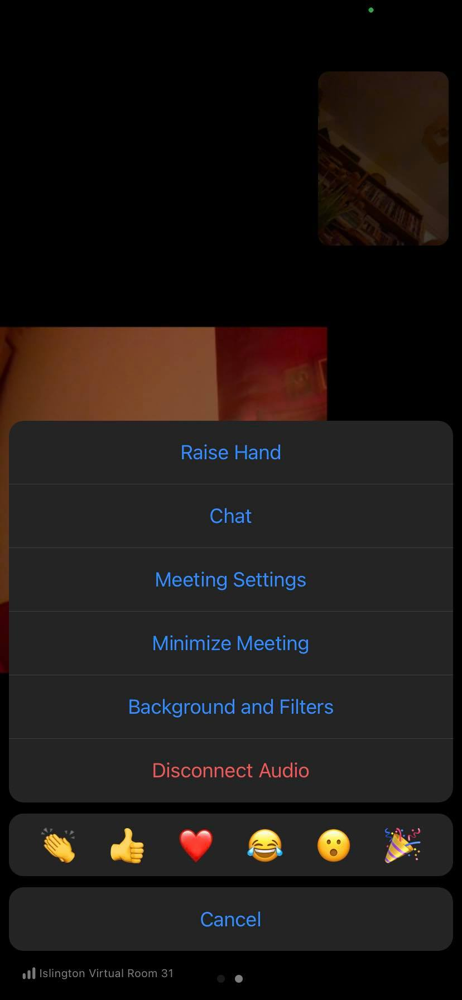 Raise Hand
Chat
Meeting Settings
Minimize Meeting
Background and Filters
Disconnect Audio
Cancel
Islington Virtual Room 31